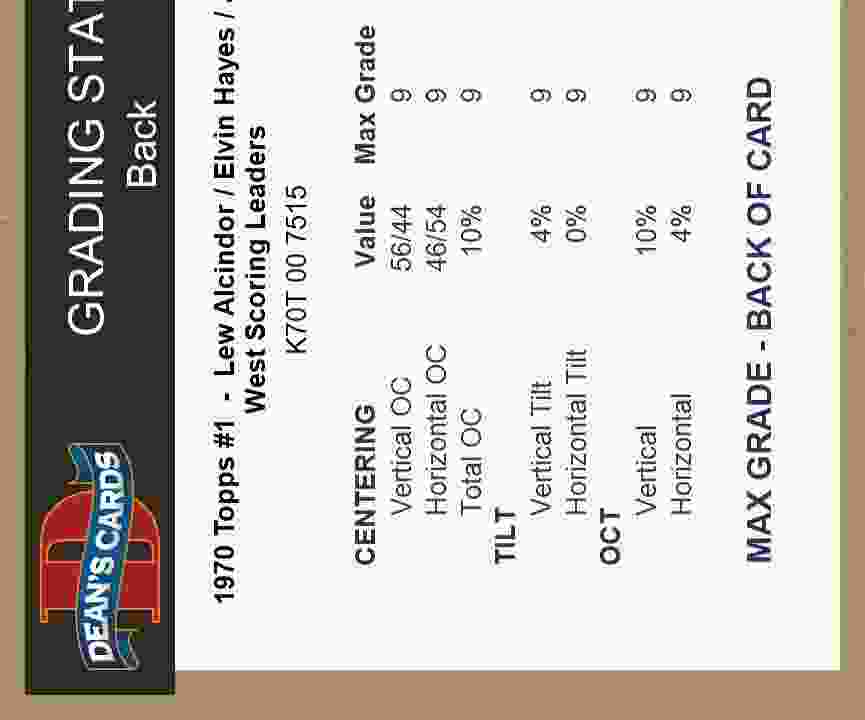 DEAN'S CARDS
GRADING STAT
Back
1970 Topps #1 - Lew Alcindor / Elvin Hayes /
West Scoring Leaders
K70T 00 7515
CENTERING Value Max Grade
Vertical OC 56/44 9
Horizontal OC 46/54 9
Total OC 10% 9
TILT
Vertical Tilt 4% 9
Horizontal Tilt 0% 9
OCT
Vertical 10% 9
Horizontal 4% 9
MAX GRADE - BACK OF CARD